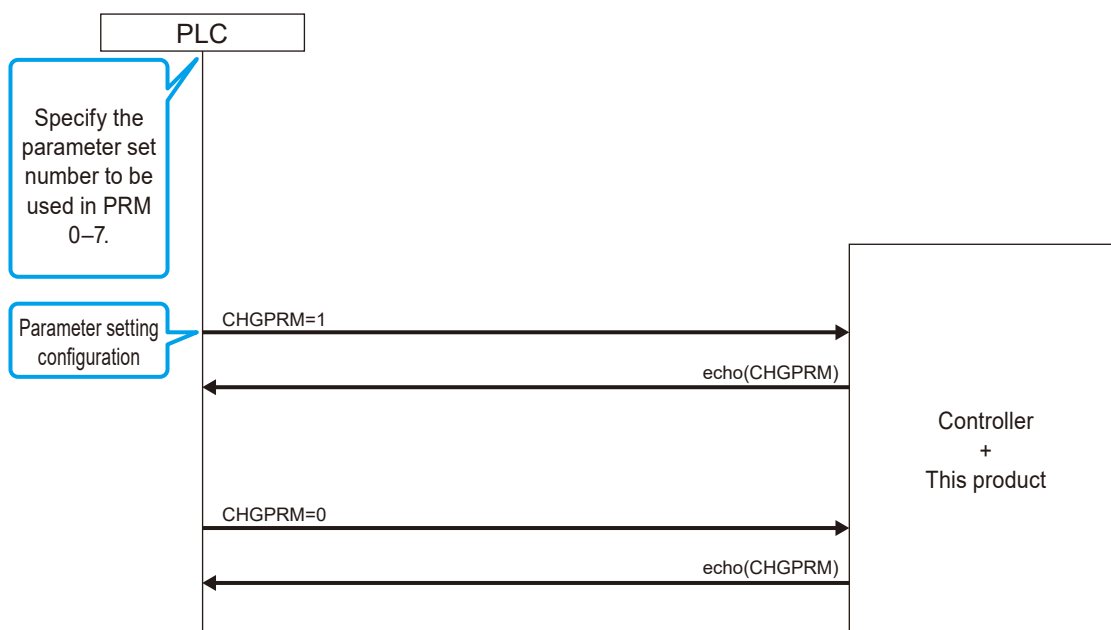 PLC
Specify the
parameter set
number to be
used in PRM
0–7.
Parameter setting
configuration
CHGPRM=1
echo(CHGPRM)
Controller
+
This product
CHGPRM=0
echo(CHGPRM)